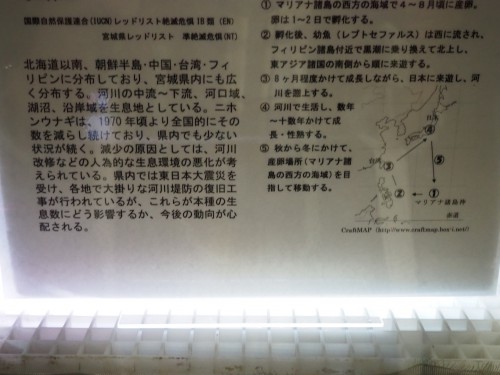 国際自然保護連合(IUCN)レッドリスト絶滅危惧 IB 類 (EN)
宮城県レッドリスト 準絶滅危惧(NT)
北海道以南、朝鮮半島・中国・台湾・フィ
リピンに分布しており、宮城県内にも広
く分布する。河川の中流～下流、河口域、
湖沼、沿岸域を生息地としている。ニホ
ンウナギは、1970 年頃より全国的にその
数を減らし続けており、県内でも少ない
状況が続く。減少の原因としては、河川
改修などの人為的な生息環境の悪化が考
えられている。県内では東日本大震災を
受け、各地で大掛りな河川堤防の復旧工
事が行われているが、これらが本種の生
息数にどう影響するか、今後の動向が心
配される。
① マリアナ諸島の西方の海域で4～8月頃に産卵。
卵は1～2日で孵化する。
② 孵化後、幼魚(レプトセファルス)は西に流され、
フィリピン諸島付近で黒潮に乗り換えて北上し、
東アジア諸国の南側から順に来遊する。
③ 8ヶ月程度かけて成長しながら、日本に来遊し、河
川を遡上する。
④ 河川で生活し、数年
～十数年かけて成
長・性熟する。
⑤ 秋から冬にかけて、
産卵場所(マリアナ諸
島の西方の海域)を目
指して移動する。
④
③
⑤
②
①
マリアナ諸島沖
赤道
CraftMAP (http://www.craftmap.box-i.net/)